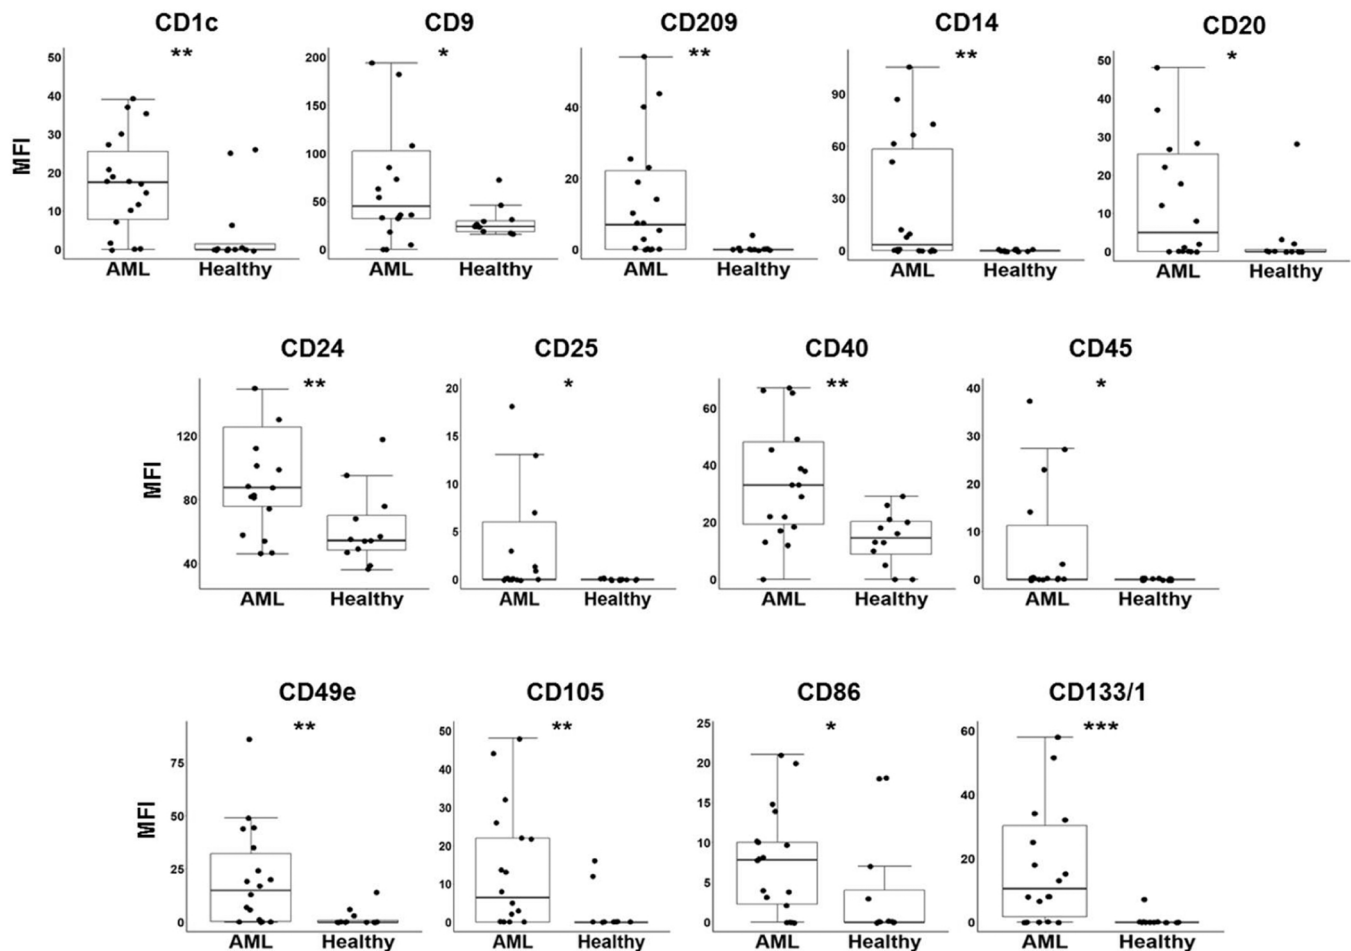 CD1c CD9 CD209 CD14 CD20
** * ** ** *
MFI
50 40 30 20 10 0
200 150 100 50 0
40 20 0
90 60 30 0
50 40 30 20 10 0
AML Healthy AML Healthy AML Healthy AML Healthy AML Healthy
CD24 CD25 CD40 CD45
** * ** *
MFI
120 80 40
20 15 10 5 0
60 40 20 0
40 30 20 10 0
AML Healthy AML Healthy AML Healthy AML Healthy
CD49e CD105 CD86 CD133/1
** ** * ***
MFI
75 50 25 0
50 40 30 20 10 0
25 20 15 10 5 0
60 40 20 0
AML Healthy AML Healthy AML Healthy AML Healthy